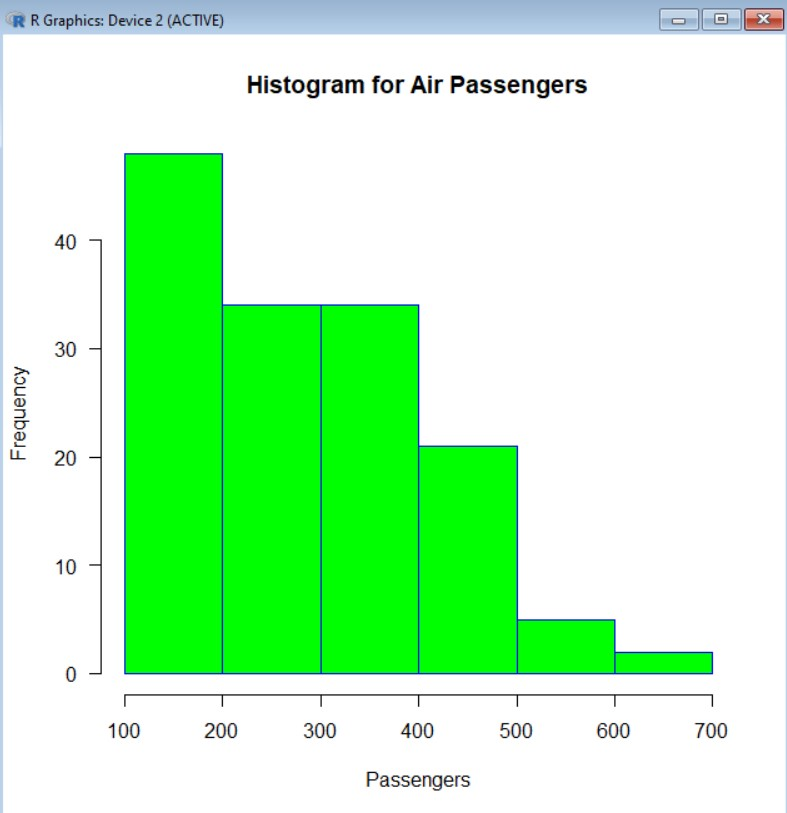 R Graphics: Device 2 (ACTIVE)
Histogram for Air Passengers
40
30
20
10
0
Frequency
100 200 300 400 500 600 700
Passengers